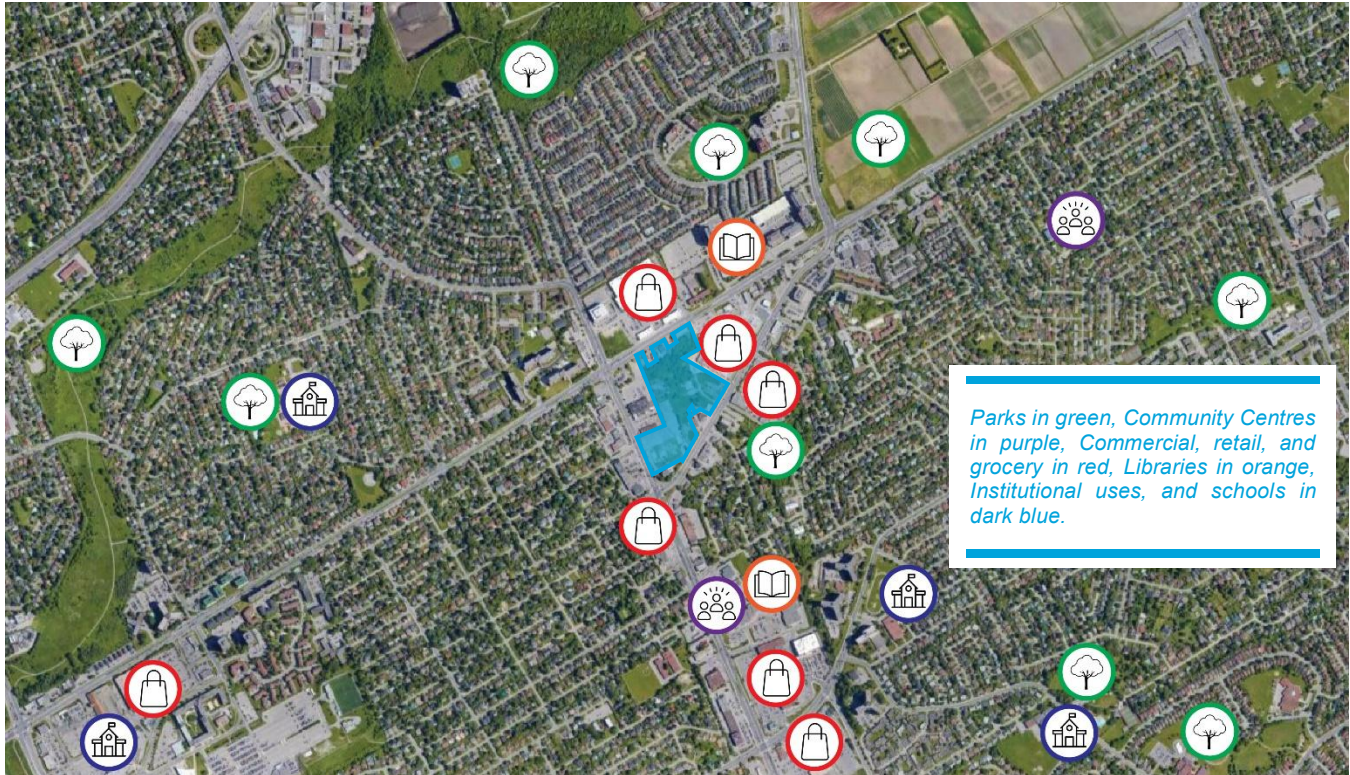 Parks in green, Community Centres
in purple, Commercial, retail, and
grocery in red, Libraries in orange,
Institutional uses, and schools in
dark blue.